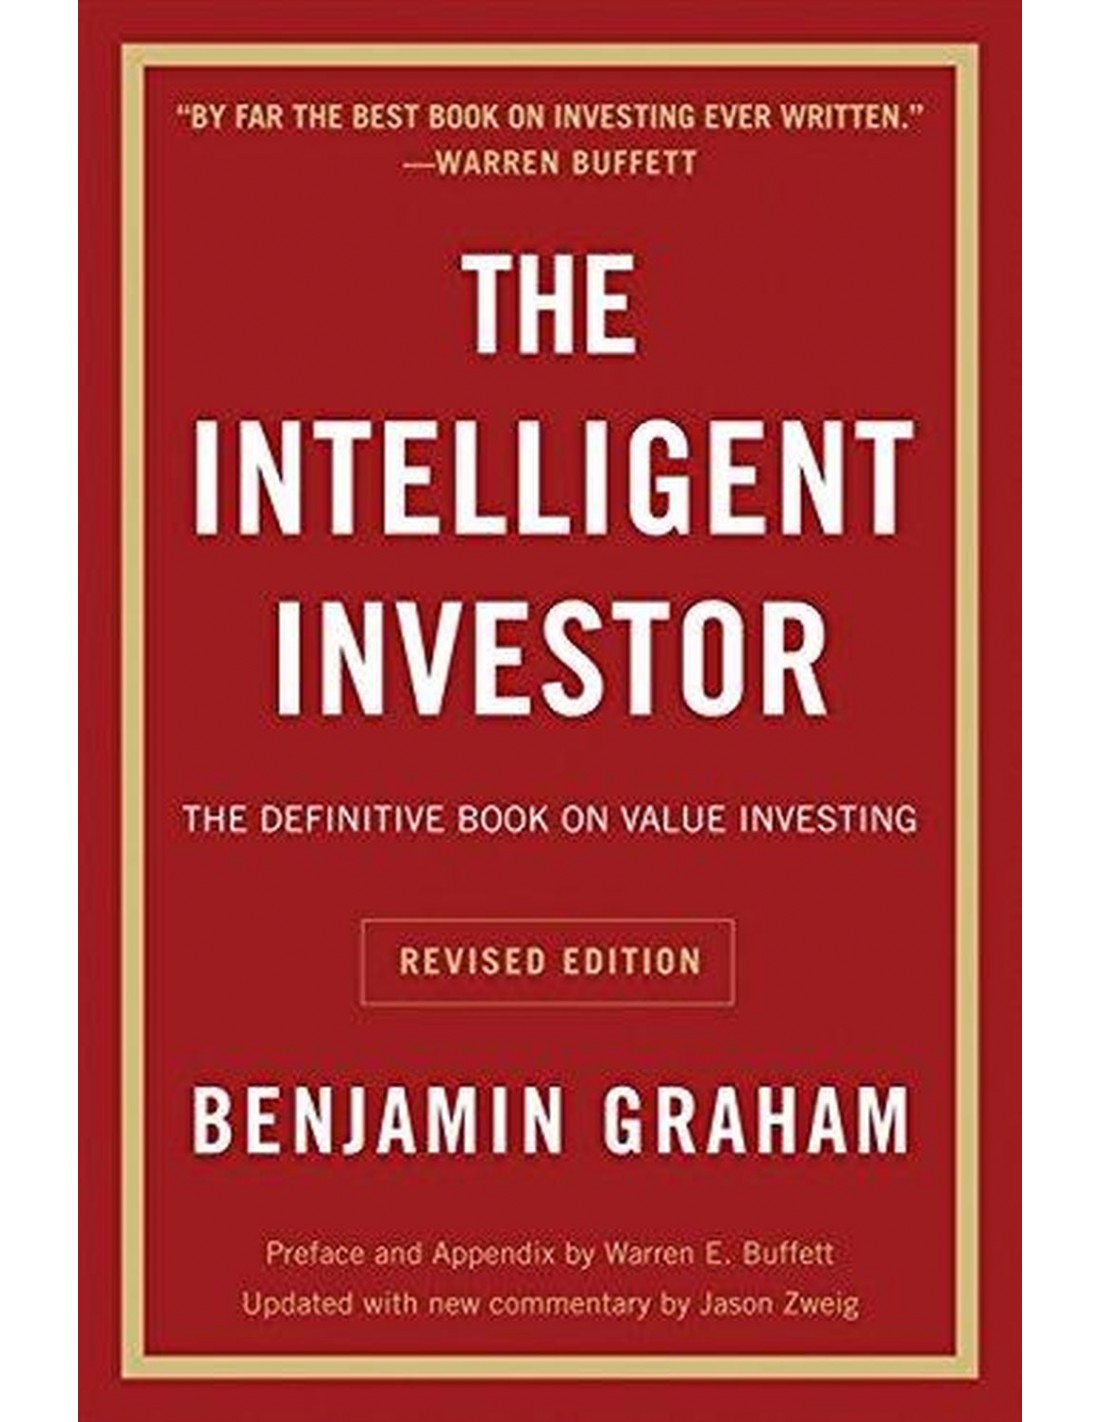 “BY FAR THE BEST BOOK ON INVESTING EVER WRITTEN.”
—WARREN BUFFETT
THE
INTELLIGENT
INVESTOR
THE DEFINITIVE BOOK ON VALUE INVESTING
REVISED EDITION
BENJAMIN GRAHAM
Preface and Appendix by Warren E. Buffett
Updated with new commentary by Jason Zweig